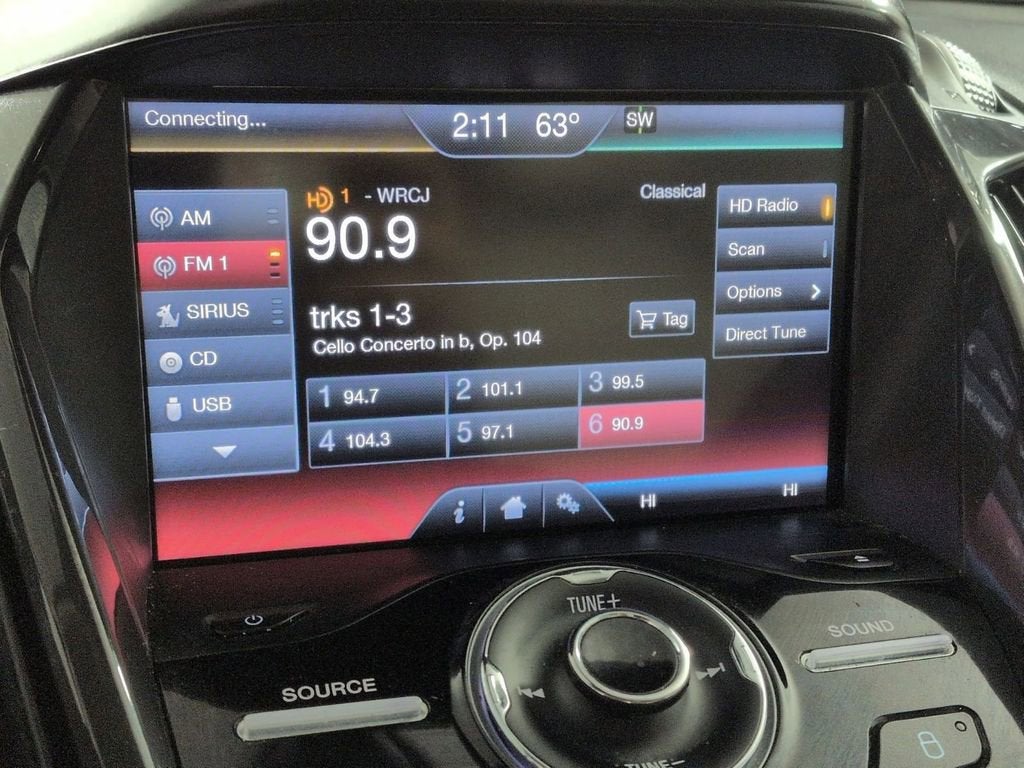 Connecting...
2:11 63° SW
AM
FM 1
SIRIUS
CD
USB
HD 1 - WRCJ
Classical
90.9
trks 1-3
Cello Concerto in b, Op. 104
Tag
1 94.7
2 101.1
3 99.5
4 104.3
5 97.1
6 90.9
HD Radio
Scan
Options
Direct Tune
i
HI
HI
TUNE+
SOUND
SOURCE
TUNE-